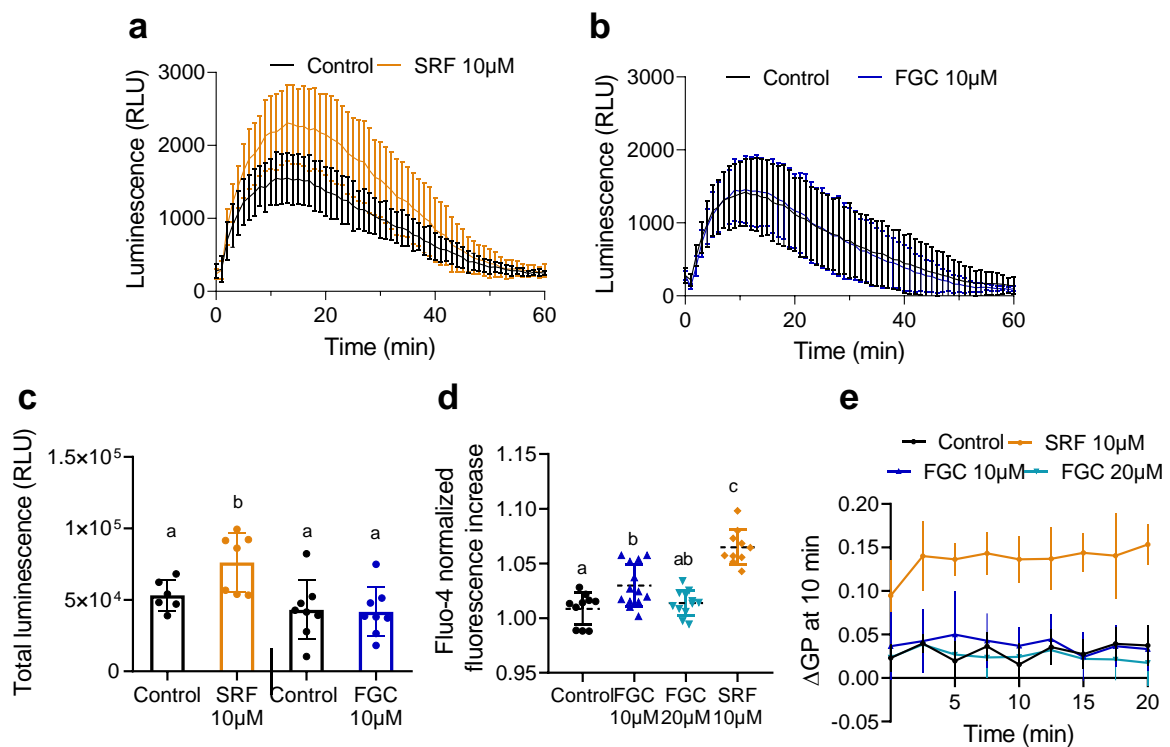 a
Control SRF 10µM
Luminescence (RLU)
3000
2000
1000
0
0 20 40 60
Time (min)
b
Control FGC 10µM
Luminescence (RLU)
3000
2000
1000
0
0 20 40 60
Time (min)
c
Total luminescence (RLU)
1.5×10⁵
1×10⁵
5×10⁴
0
a b a a
Control SRF Control FGC
10µM 10µM
d
Fluo-4 normalized
fluorescence increase
1.15
1.10
1.05
1.00
0.95
a b ab c
Control FGC FGC SRF
10µM 20µM 10µM
e
Control SRF 10µM
FGC 10µM FGC 20µM
ΔGP at 10 min
0.20
0.15
0.10
0.05
0.00
-0.05
5 10 15 20
Time (min)